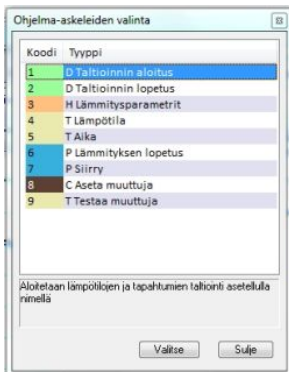 Ohjelma-askeleiden valinta
Koodi Tyyppi
1 D Taltioinnin aloitus
2 D Taltioinnin lopetus
3 H Lämmitysparametrit
4 T Lämpötila
5 T Aika
6 P Lämmityksen lopetus
7 P Siirry
8 C Aseta muuttuja
9 T Testaa muuttuja
Aloitetaan lämpötilojen ja tapahtumien taltiointi asetellulla
nimellä
Valitse Sulje